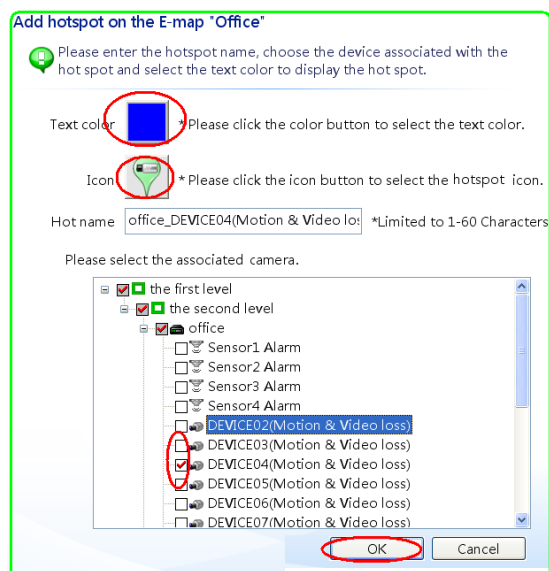 Add hotspot on the E-map "Office"
Please enter the hotspot name, choose the device associated with the
hot spot and select the text color to display the hot spot.
Text color * Please click the color button to select the text color.
Icon * Please click the icon button to select the hotspot icon.
Hot name office_DEVICE04(Motion & Video los *Limited to 1-60 Characters
Please select the associated camera.
the first level
the second level
office
Sensor1 Alarm
Sensor2 Alarm
Sensor3 Alarm
Sensor4 Alarm
DEVICE02(Motion & Video loss)
DEVICE03(Motion & Video loss)
DEVICE04(Motion & Video loss)
DEVICE05(Motion & Video loss)
DEVICE06(Motion & Video loss)
DEVICE07(Motion & Video loss)
OK Cancel